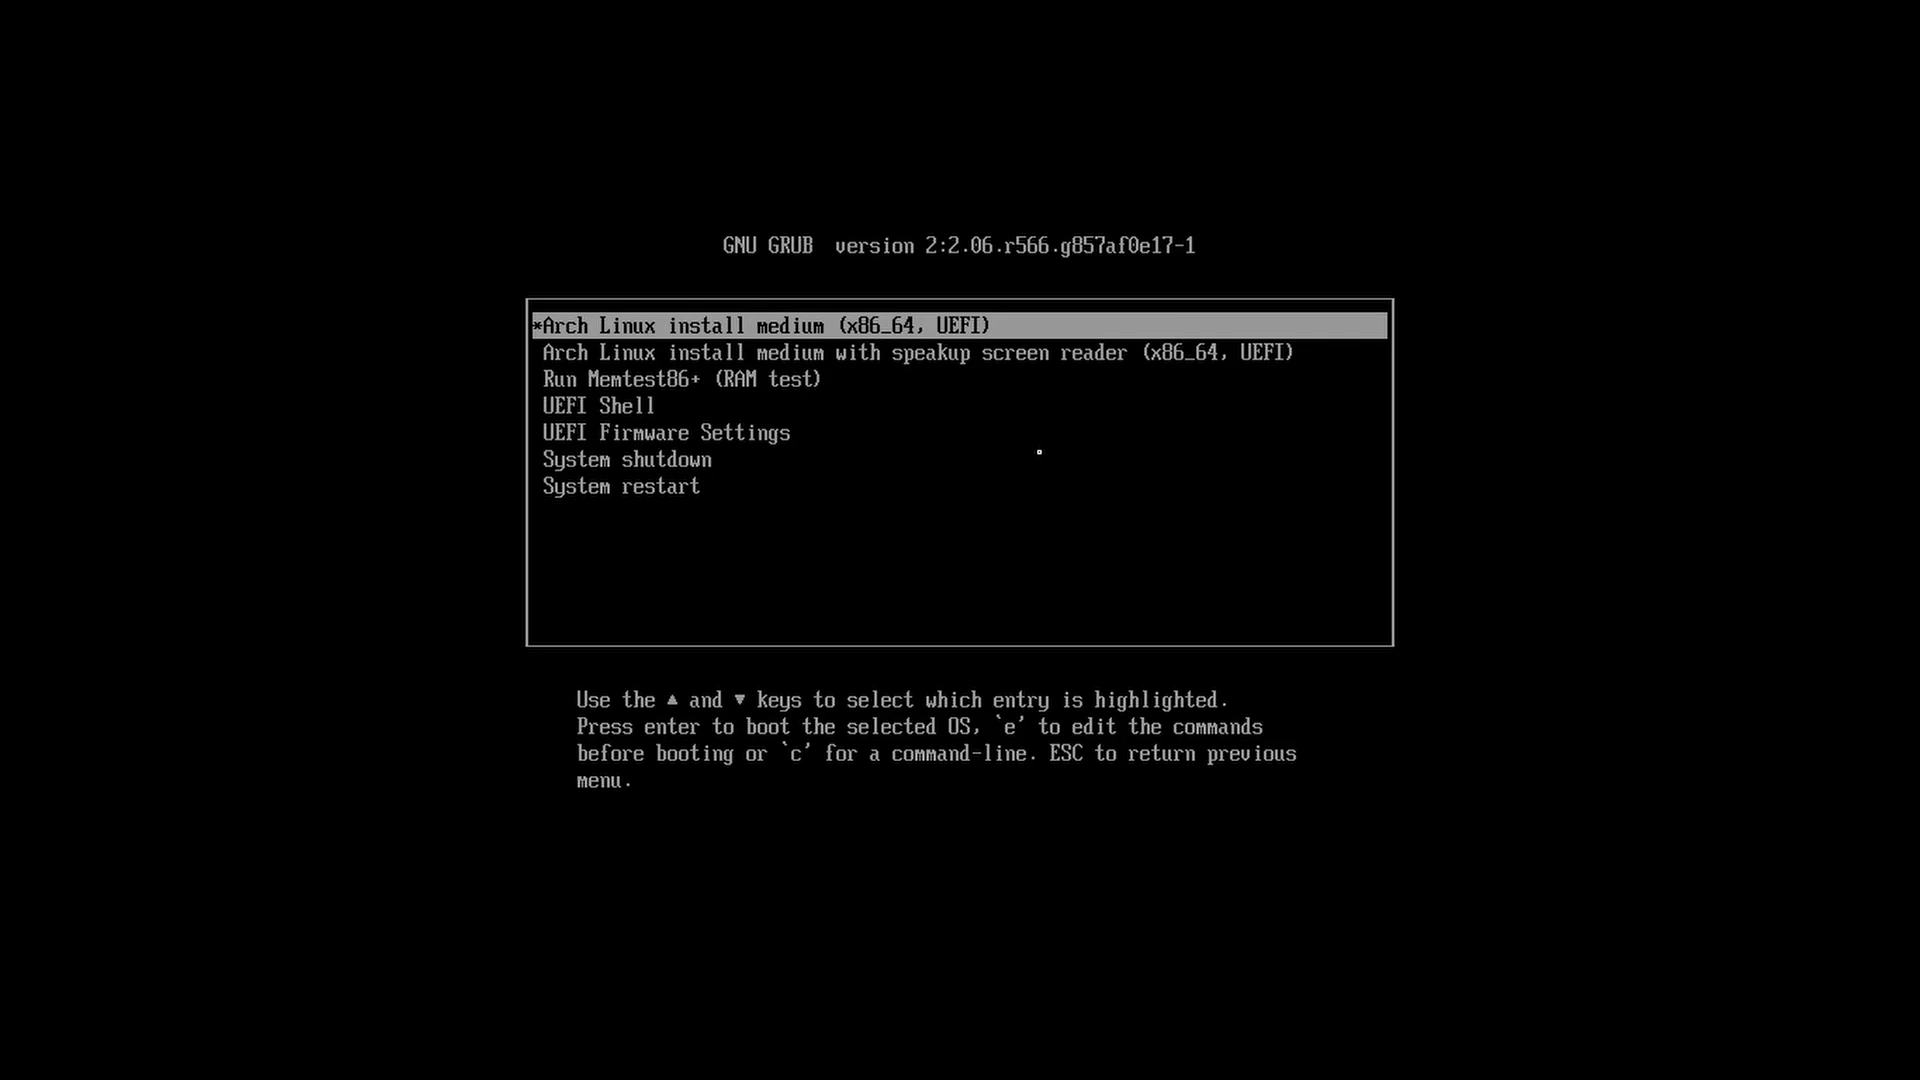 GNU GRUB  version 2:2.06.r566.g857af0e17-1
*Arch Linux install medium (x86_64, UEFI)
Arch Linux install medium with speakup screen reader (x86_64, UEFI)
Run Memtest86+ (RAM test)
UEFI Shell
UEFI Firmware Settings
System shutdown
System restart
Use the ▲ and ▼ keys to select which entry is highlighted.
Press enter to boot the selected OS, `e' to edit the commands
before booting or `c' for a command-line. ESC to return previous
menu.